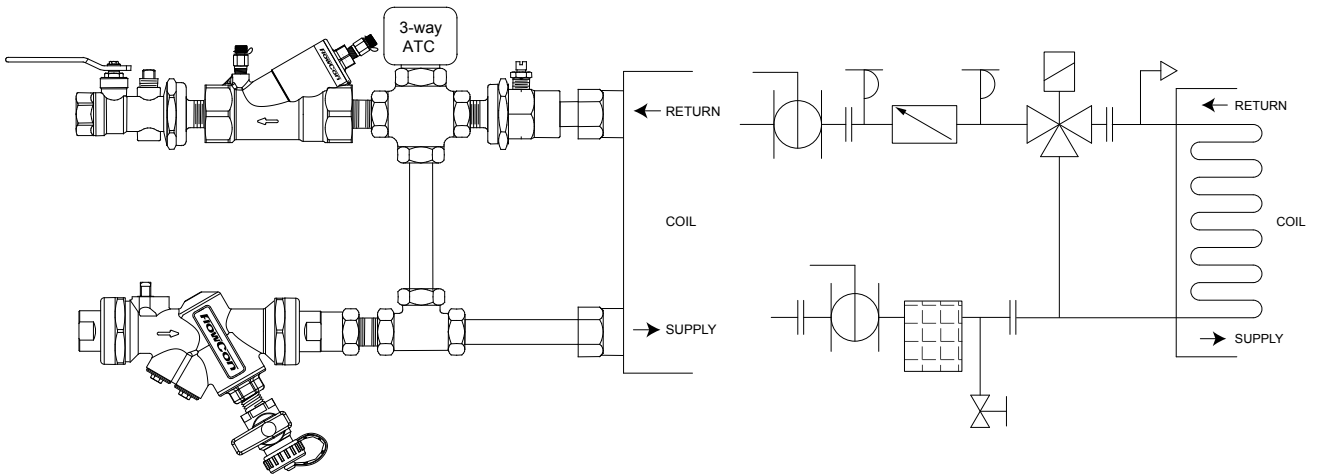 3-way
ATC
FlowCon
RETURN
COIL
SUPPLY
FlowCon
RETURN
COIL
SUPPLY